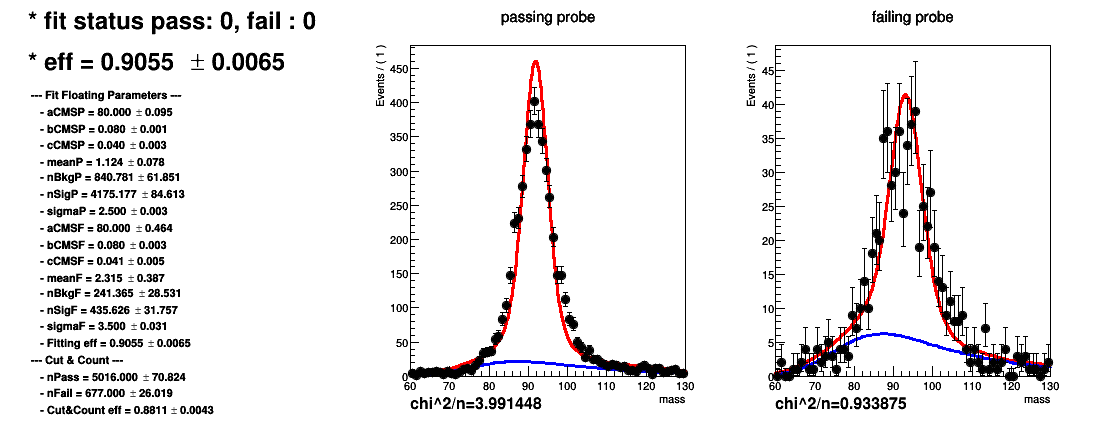 * fit status pass: 0, fail : 0
* eff = 0.9055 ± 0.0065
--- Fit Floating Parameters ---
- aCMSP = 80.000 ± 0.095
- bCMSP = 0.080 ± 0.001
- cCMSP = 0.040 ± 0.003
- meanP = 1.124 ± 0.078
- nBkgP = 840.781 ± 61.851
- nSigP = 4175.177 ± 84.613
- sigmaP = 2.500 ± 0.003
- aCMSF = 80.000 ± 0.464
- bCMSF = 0.080 ± 0.003
- cCMSF = 0.041 ± 0.005
- meanF = 2.315 ± 0.387
- nBkgF = 241.365 ± 28.531
- nSigF = 435.626 ± 31.757
- sigmaF = 3.500 ± 0.031
- Fitting eff = 0.9055 ± 0.0065
--- Cut & Count ---
- nPass = 5016.000 ± 70.824
- nFail = 677.000 ± 26.019
- Cut&Count eff = 0.8811 ± 0.0043
passing probe
Events / ( 1 )
450
400
350
300
250
200
150
100
50
0
60 70 80 90 100 110 120 130
mass
chi^2/n=3.991448
failing probe
Events / ( 1 )
45
40
35
30
25
20
15
10
5
0
60 70 80 90 100 110 120 130
mass
chi^2/n=0.933875